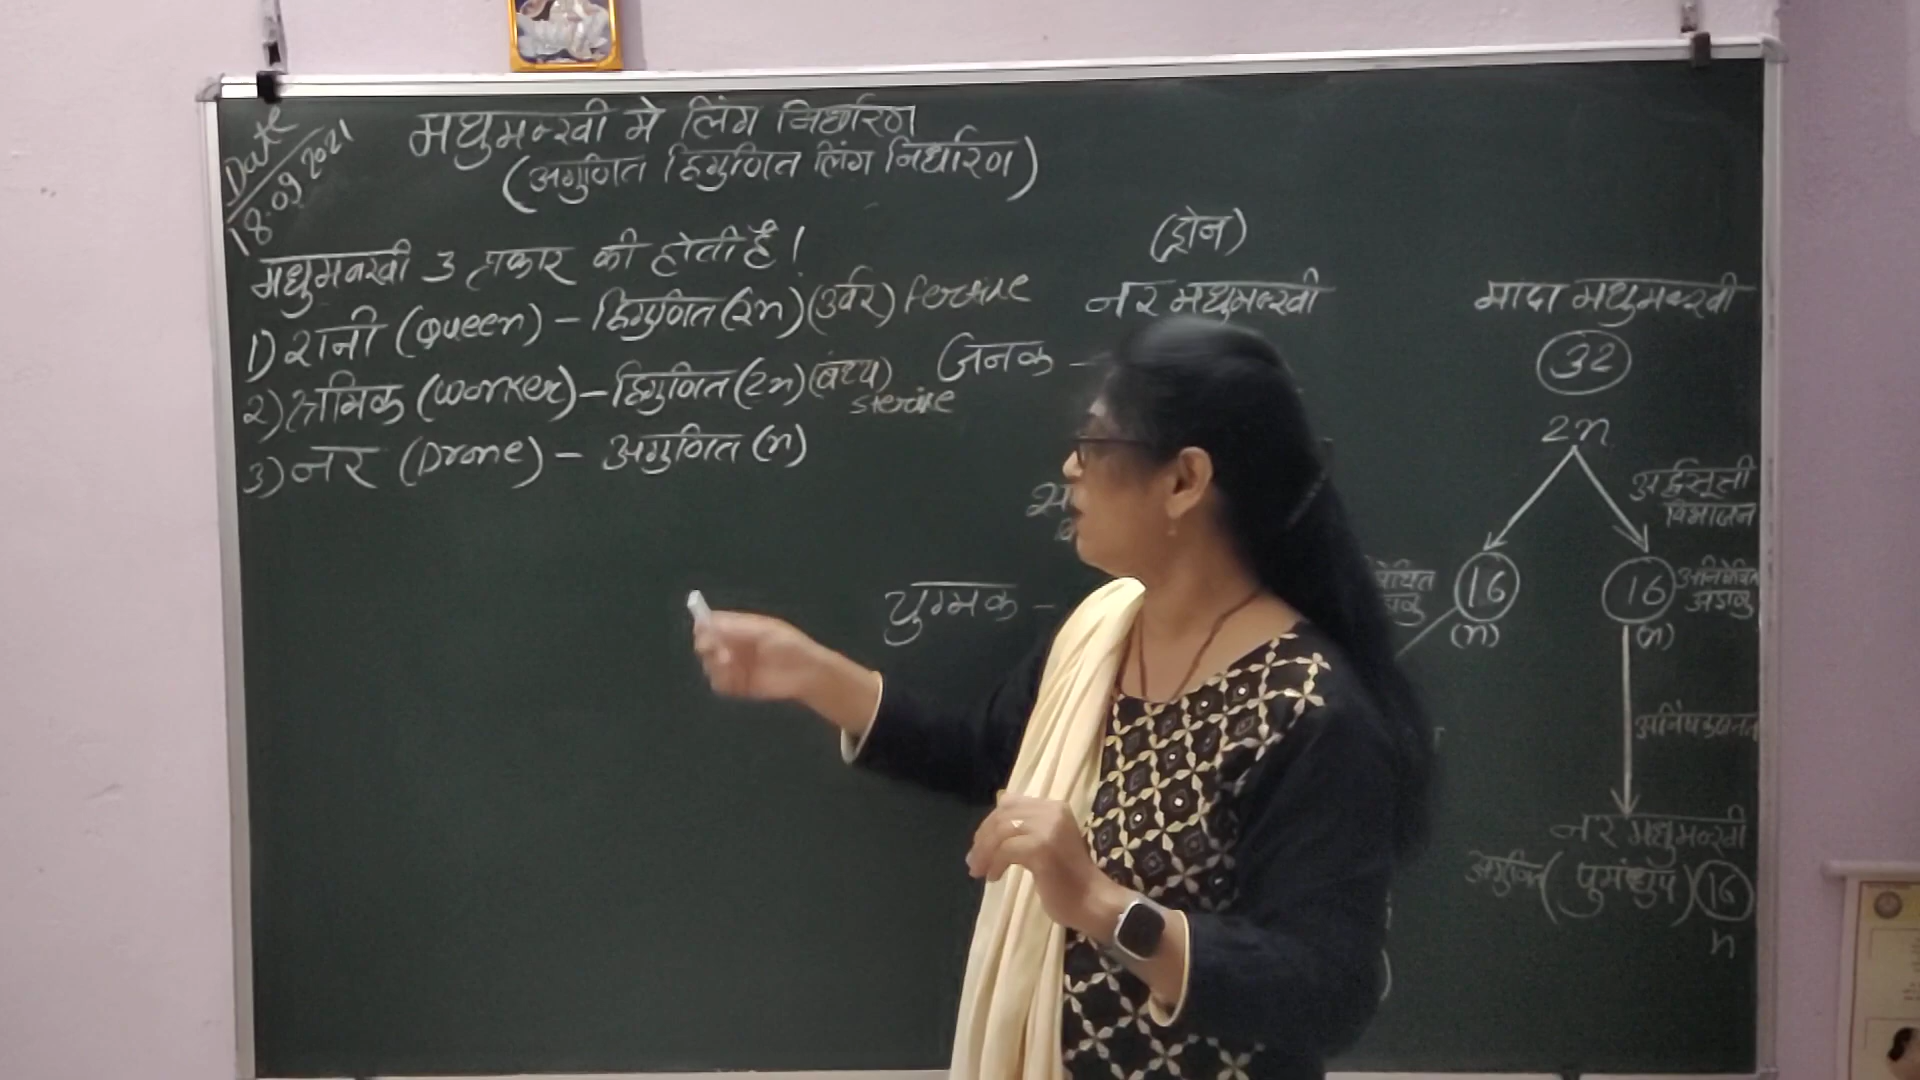 Date
18.09.2021
मधुमक्खी मे लिंग निर्धारण
(अगुणित द्विगुणित लिंग निर्धारण)
मधुमक्खी 3 प्रकार की होती है।
1) रानी (Queen) – द्विगुणित (2n) (उर्वर) Fertile
2) श्रमिक (worker) – द्विगुणित (2n) (बंध्य)
sterile
3) नर (Drone) – अगुणित (n)
(ड्रोन)
नर मधुमक्खी
जनक –
युग्मक –
मादा मधुमक्खी
32
2n
अर्द्धसूत्री
विभाजन
16
(n)
16
(n)
अनिषेचित
अंडाणु
अनिषेकजनन
नर मधुमक्खी
अगुणित (पुमंधुप) 16
n